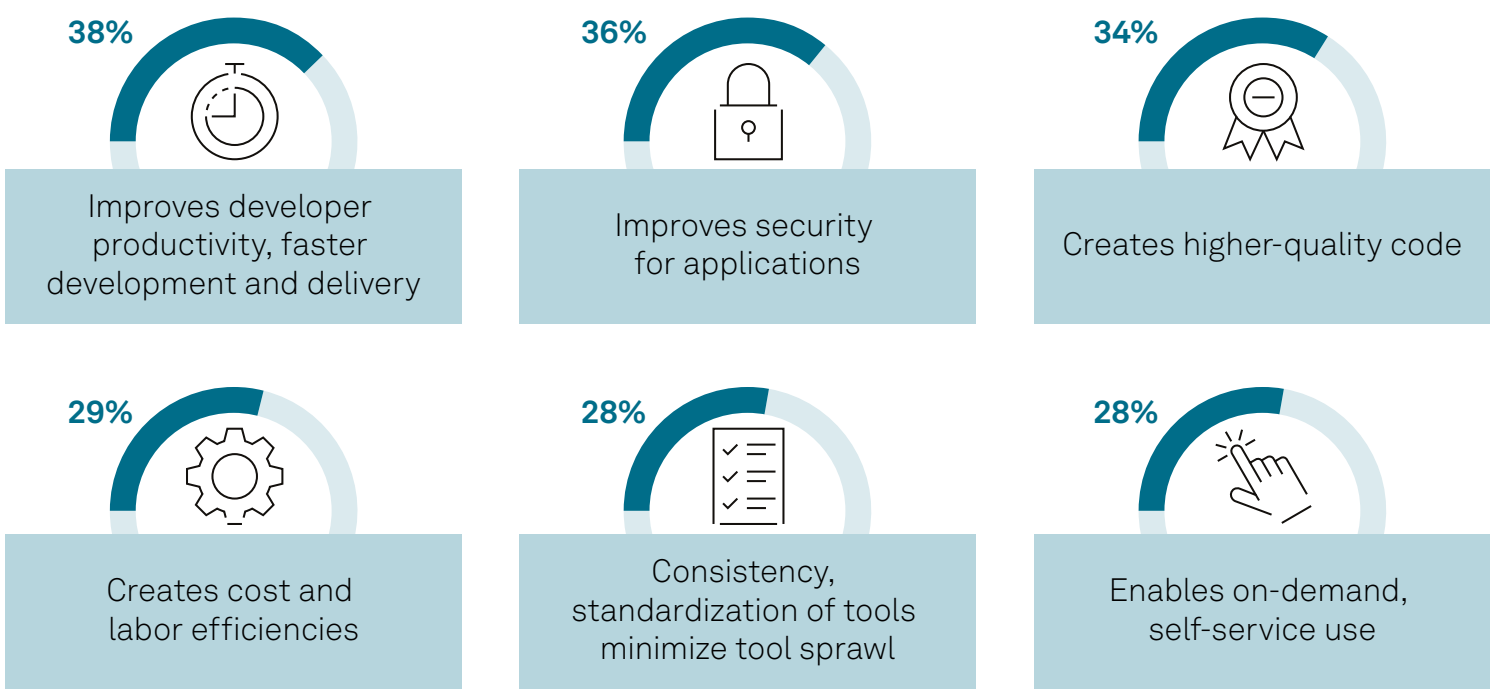 38%
Improves developer
productivity, faster
development and delivery
36%
Improves security
for applications
34%
Creates higher-quality code
29%
Creates cost and
labor efficiencies
28%
Consistency,
standardization of tools
minimize tool sprawl
28%
Enables on-demand,
self-service use